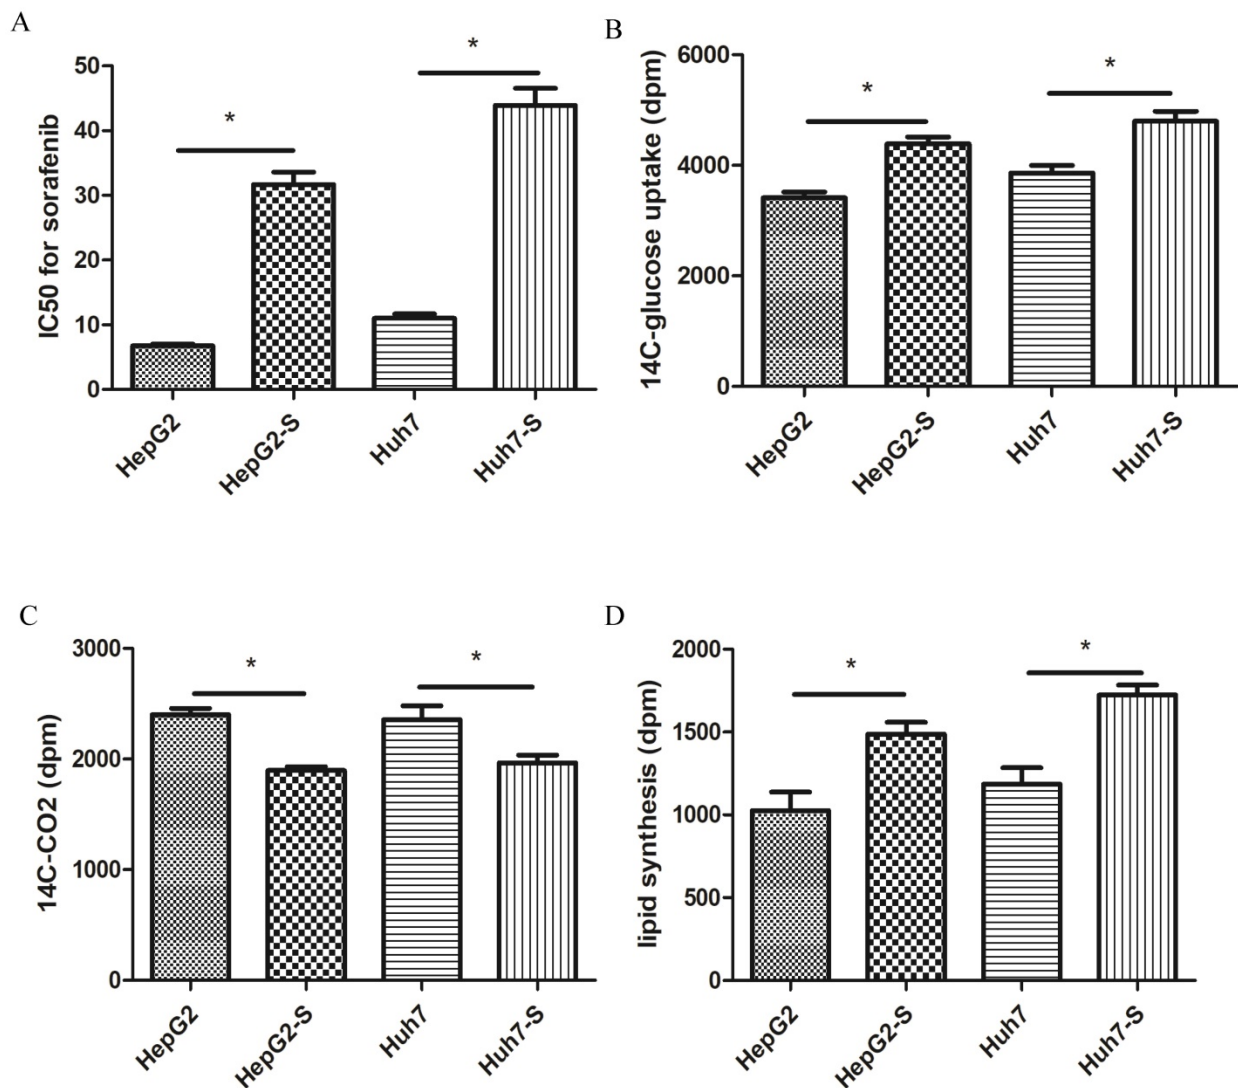 A
IC50 for sorafenib
50
40
30
20
10
0
*
*
HepG2
HepG2-S
Huh7
Huh7-S
B
14C-glucose uptake (dpm)
6000
4000
2000
0
*
*
HepG2
HepG2-S
Huh7
Huh7-S
C
14C-CO2 (dpm)
3000
2000
1000
0
*
*
HepG2
HepG2-S
Huh7
Huh7-S
D
lipid synthesis (dpm)
2000
1500
1000
500
0
*
*
HepG2
HepG2-S
Huh7
Huh7-S